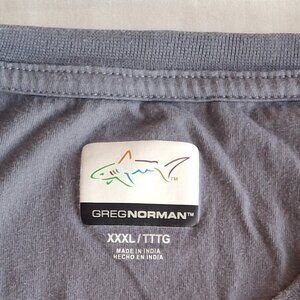 TM
GREGNORMAN™
XXXL/TTTG
MADE IN INDIA
HECHO EN INDIA